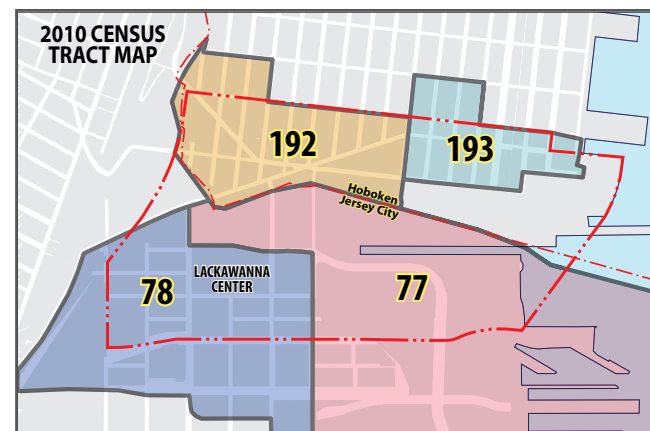 2010 CENSUS
TRACT MAP
192
193
Hoboken
Jersey City
78
LACKAWANNA
CENTER
77